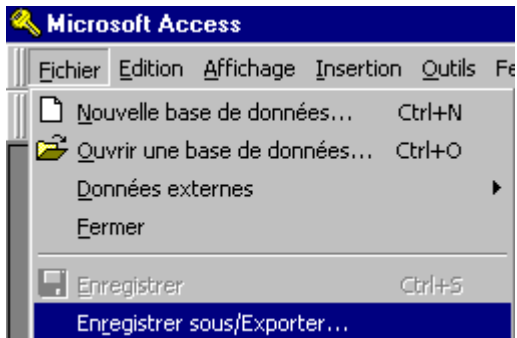 Microsoft Access
Fichier Edition Affichage Insertion Outils Fe
Nouvelle base de données... Ctrl+N
Ouvrir une base de données... Ctrl+O
Données externes
Fermer
Enregistrer Ctrl+S
Enregistrer sous/Exporter...